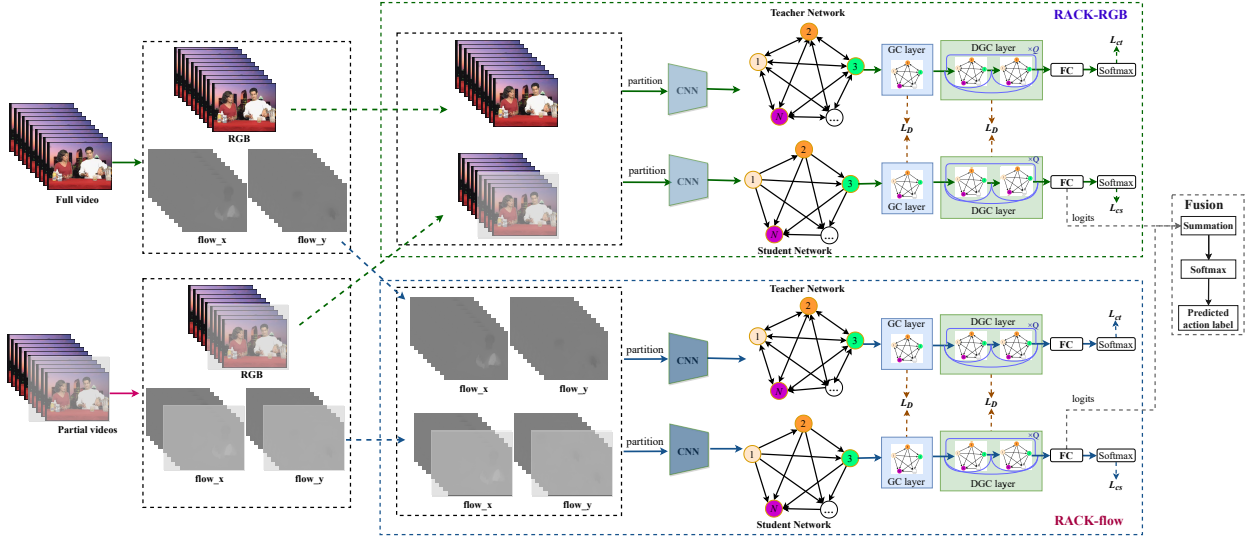 Full video
RGB
flow_x
flow_y
Partial videos
RGB
flow_x
flow_y
RACK-RGB
partition
CNN
Teacher Network
1
2
3
...
N
GC layer
DGC layer
×Q
FC
Softmax
L_ct
L_D
L_D
partition
CNN
1
2
3
...
N
Student Network
GC layer
DGC layer
×Q
FC
Softmax
L_cs
logits
flow_x
flow_y
flow_x
flow_y
partition
CNN
Teacher Network
1
2
3
...
N
GC layer
DGC layer
×Q
FC
Softmax
L_ct
L_D
L_D
partition
CNN
1
2
3
...
N
Student Network
GC layer
DGC layer
×Q
FC
Softmax
L_cs
logits
RACK-flow
Fusion
Summation
Softmax
Predicted
action label